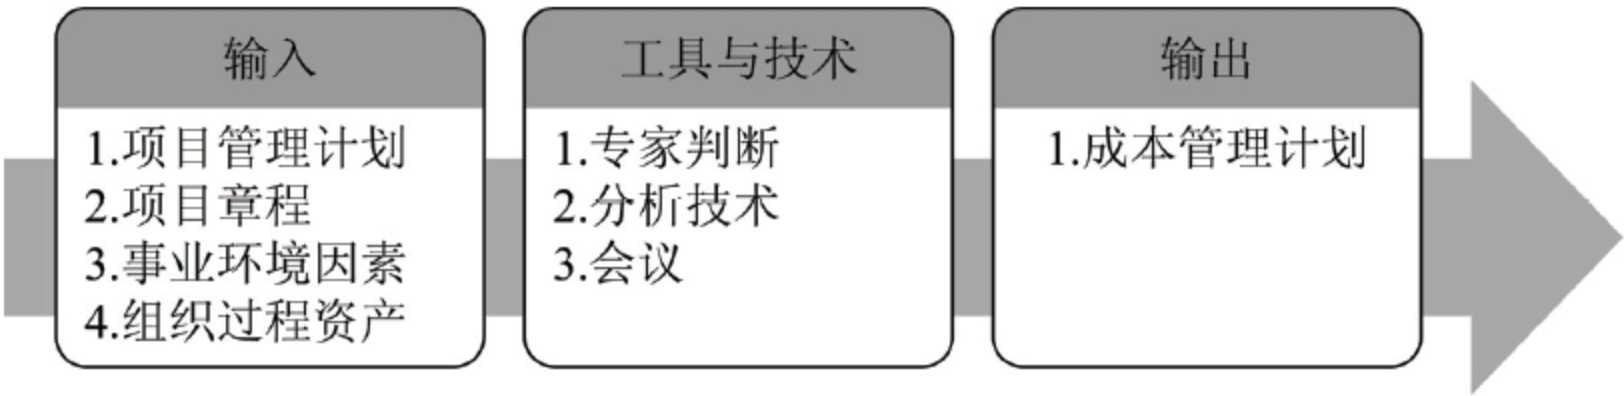 输入
1.项目管理计划
2.项目章程
3.事业环境因素
4.组织过程资产
工具与技术
1.专家判断
2.分析技术
3.会议
输出
1.成本管理计划